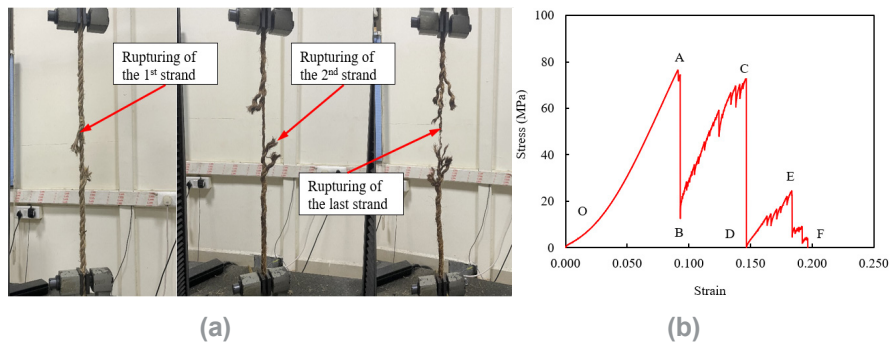 Rupturing of
the 1st strand
Rupturing of
the 2nd strand
Rupturing of
the last strand
(a)
100
80
60
40
20
0
Stress (MPa)
O
A
B
C
D
E
F
0.000
0.050
0.100
0.150
0.200
0.250
Strain
(b)